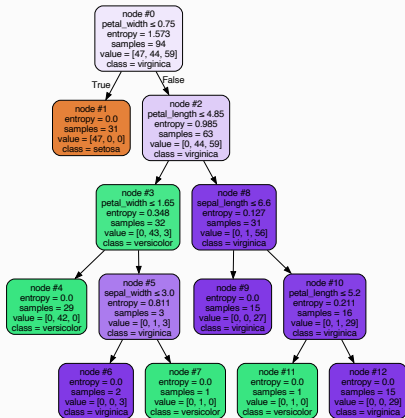 node #0
petal_width ≤ 0.75
entropy = 1.573
samples = 94
value = [47, 44, 59]
class = virginica
True
False
node #1
entropy = 0.0
samples = 31
value = [47, 0, 0]
class = setosa
node #2
petal_length ≤ 4.85
entropy = 0.985
samples = 63
value = [0, 44, 59]
class = virginica
node #3
petal_width ≤ 1.65
entropy = 0.348
samples = 32
value = [0, 43, 3]
class = versicolor
node #8
sepal_length ≤ 6.6
entropy = 0.127
samples = 31
value = [0, 1, 56]
class = virginica
node #4
entropy = 0.0
samples = 29
value = [0, 42, 0]
class = versicolor
node #5
sepal_width ≤ 3.0
entropy = 0.811
samples = 3
value = [0, 1, 3]
class = virginica
node #9
entropy = 0.0
samples = 15
value = [0, 0, 27]
class = virginica
node #10
petal_length ≤ 5.2
entropy = 0.211
samples = 16
value = [0, 1, 29]
class = virginica
node #6
entropy = 0.0
samples = 2
value = [0, 0, 3]
class = virginica
node #7
entropy = 0.0
samples = 1
value = [0, 1, 0]
class = versicolor
node #11
entropy = 0.0
samples = 1
value = [0, 1, 0]
class = versicolor
node #12
entropy = 0.0
samples = 15
value = [0, 0, 29]
class = virginica